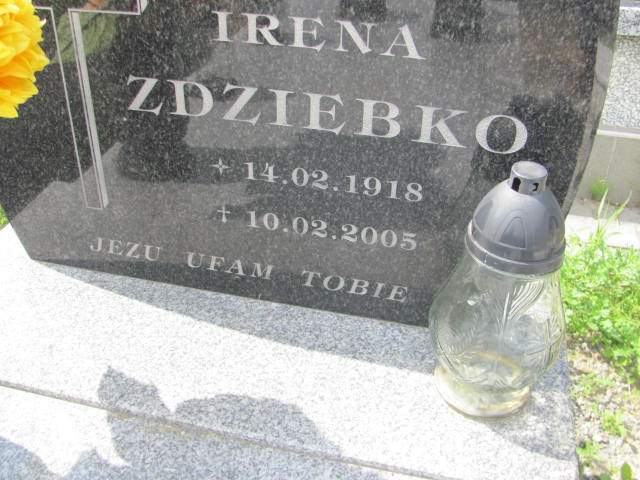 IRENA
ZDZIEBKO
✧ 14.02.1918
† 10.02.2005
JEZU UFAM TOBIE